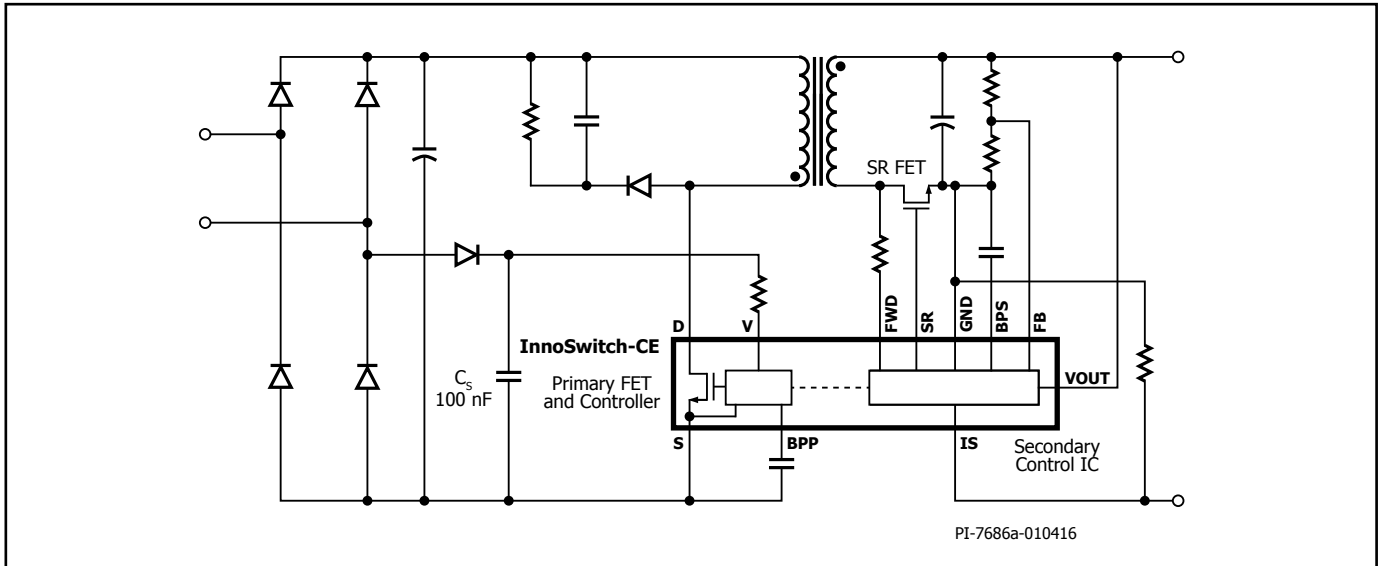 SR FET
FWD
SR
GND
BPS
FB
D
V
InnoSwitch-CE
VOUT
C_S
100 nF
Primary FET
and Controller
S
BPP
IS
Secondary
Control IC
PI-7686a-010416